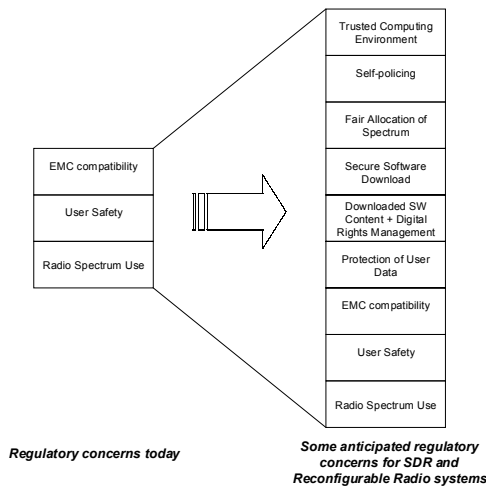 EMC compatibility
User Safety
Radio Spectrum Use
Regulatory concerns today
Trusted Computing
Environment
Self-policing
Fair Allocation of
Spectrum
Secure Software
Download
Downloaded SW
Content + Digital
Rights Management
Protection of User
Data
EMC compatibility
User Safety
Radio Spectrum Use
Some anticipated regulatory
concerns for SDR and
Reconfigurable Radio systems